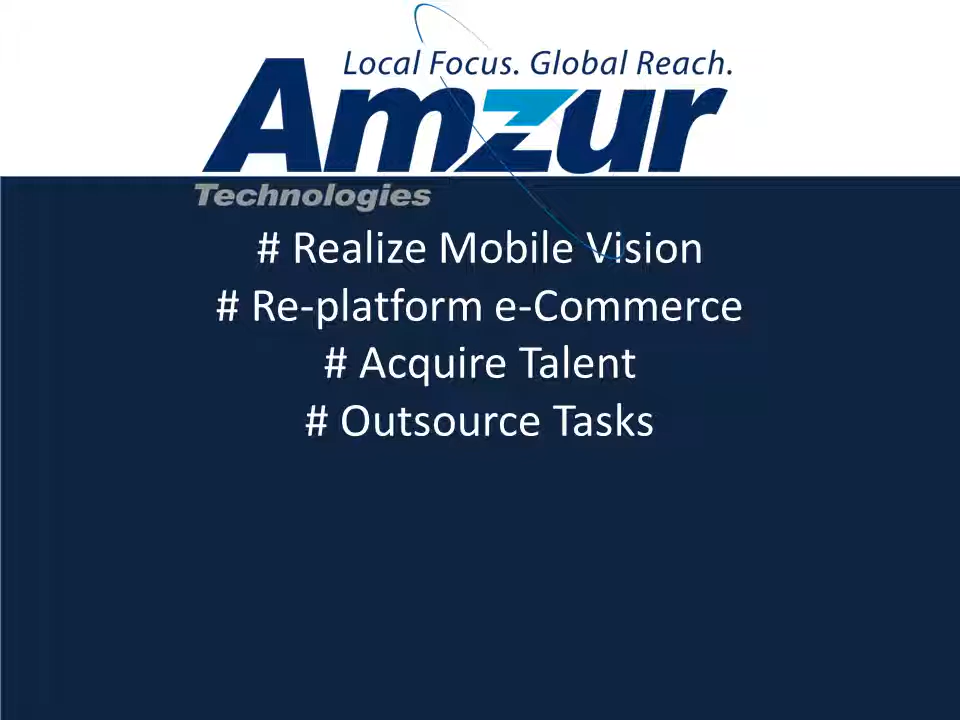 Local Focus. Global Reach.
Amzur
Technologies
# Realize Mobile Vision
# Re-platform e-Commerce
# Acquire Talent
# Outsource Tasks